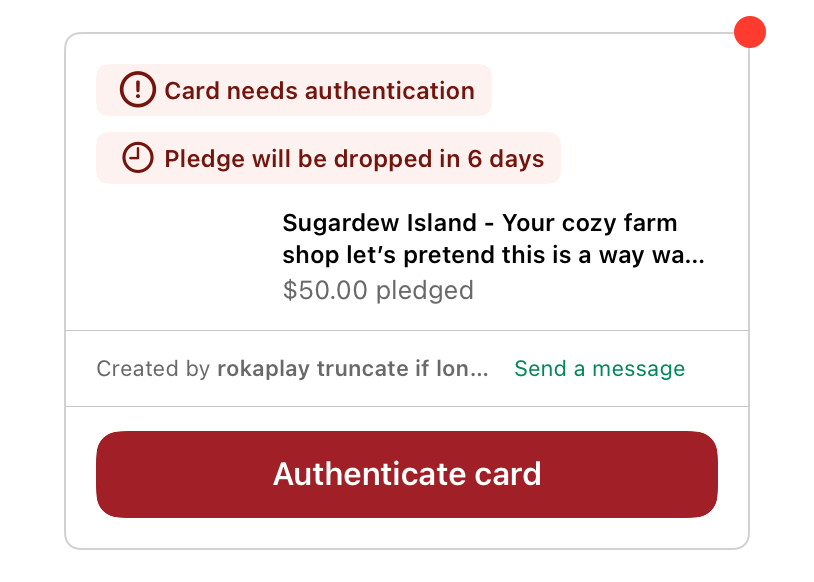 Card needs authentication
Pledge will be dropped in 6 days
Sugardew Island - Your cozy farm
shop let’s pretend this is a way wa...
$50.00 pledged
Created by rokaplay truncate if lon... Send a message
Authenticate card